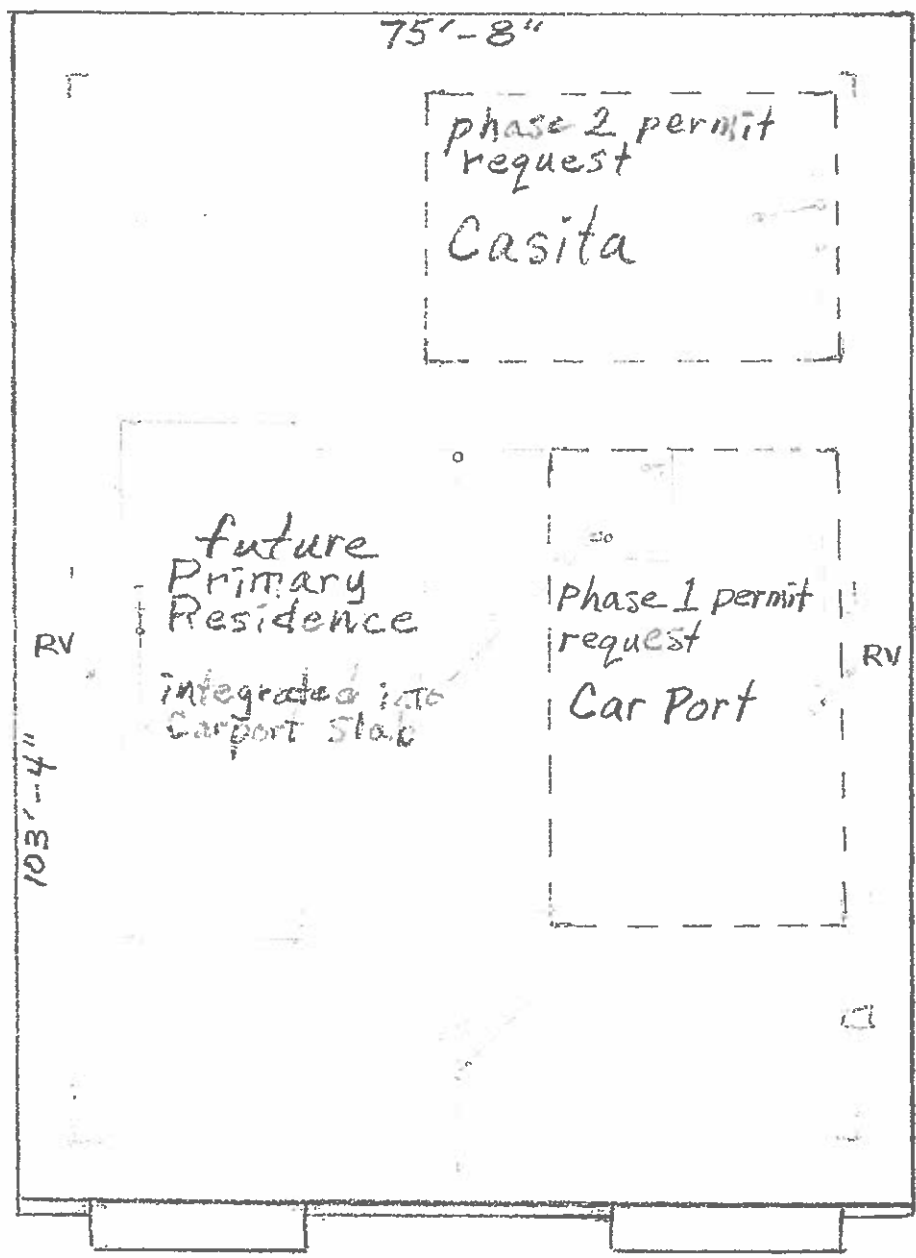 75'-8"
phase 2 permit
request
Casita
future
Primary
Residence
integrated into
Carport Slab
Phase 1 permit
request
Car Port
RV
RV
103'-4"